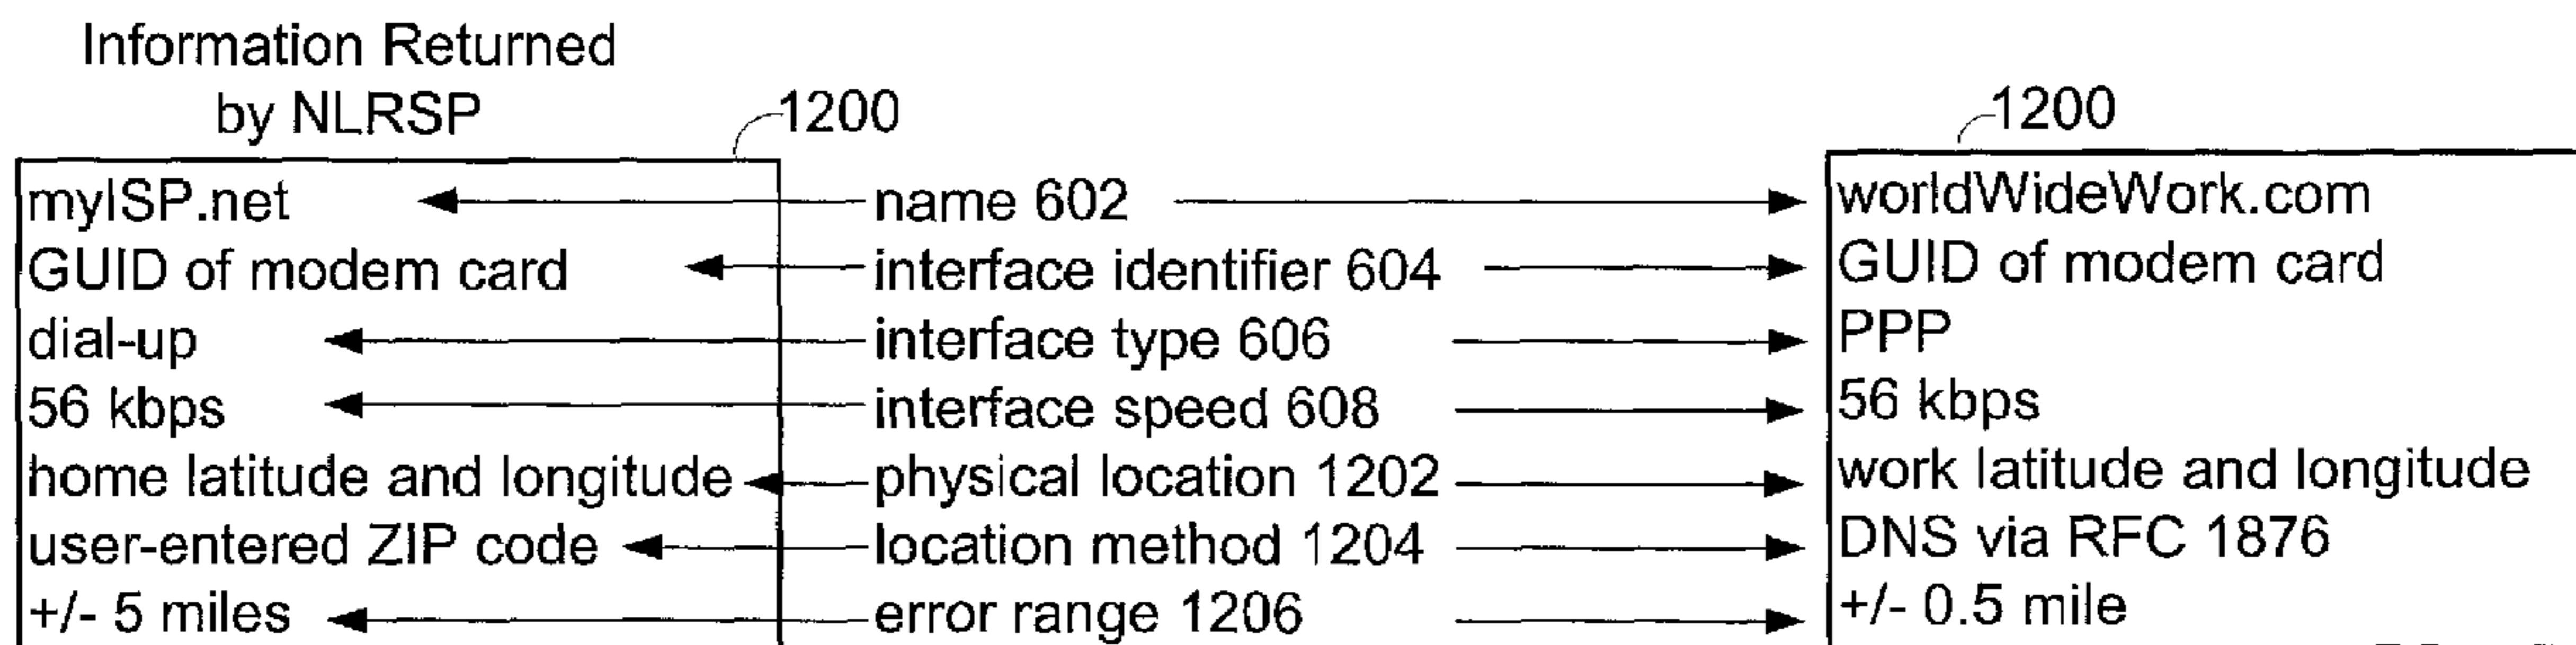 Information Returned
by NLRSP
1200
1200
myISP.net name 602 worldWideWork.com
GUID of modem card interface identifier 604 GUID of modem card
dial-up interface type 606 PPP
56 kbps interface speed 608 56 kbps
home latitude and longitude physical location 1202 work latitude and longitude
user-entered ZIP code location method 1204 DNS via RFC 1876
+/- 5 miles error range 1206 +/- 0.5 mile